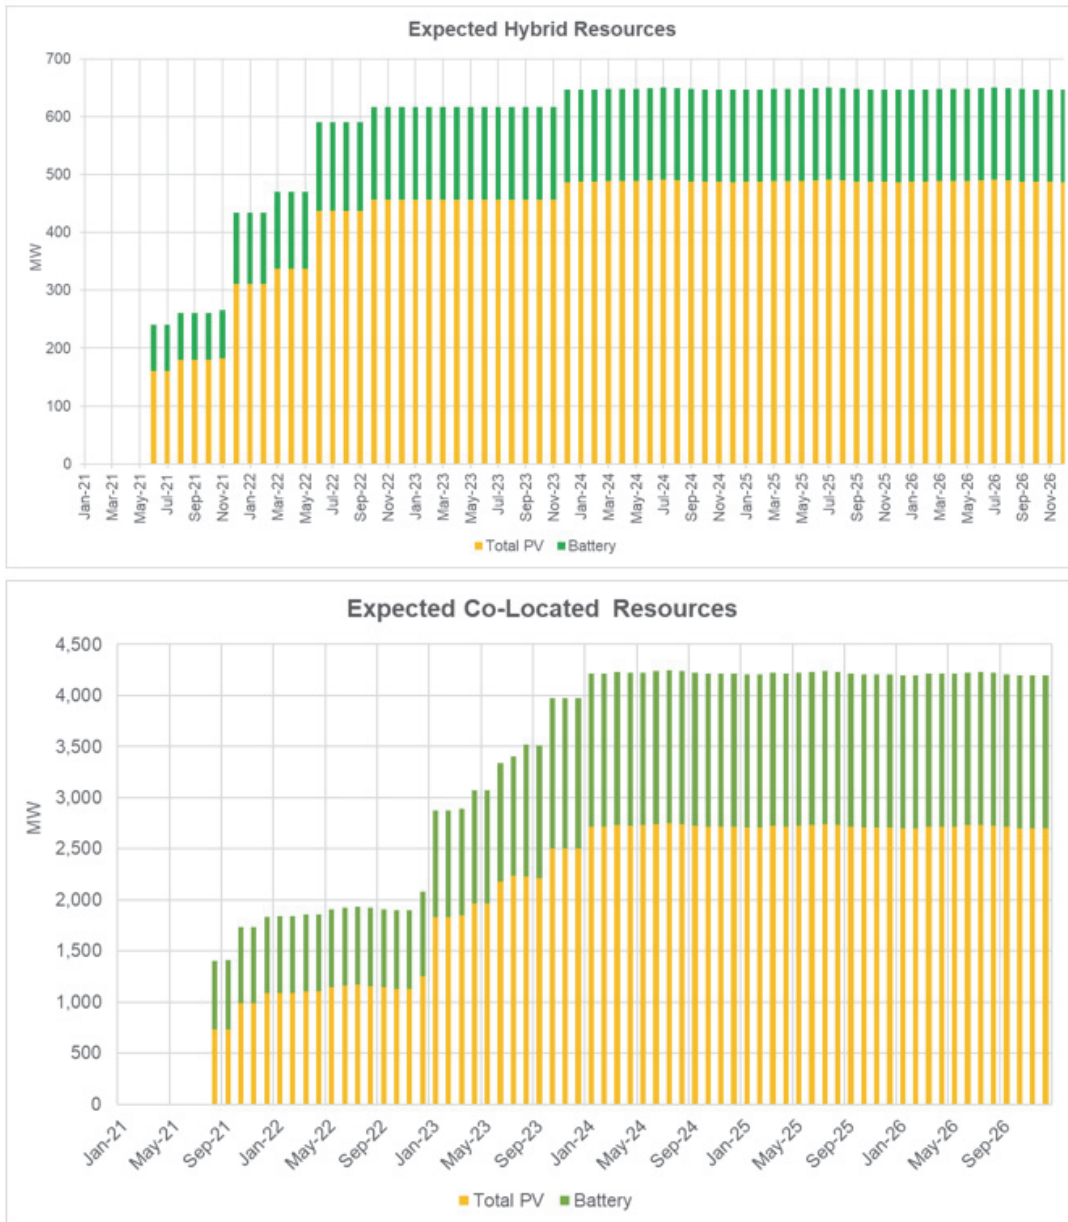 Expected Hybrid Resources
700
600
500
400
300
200
100
0
MW
Jan-21
Mar-21
May-21
Jul-21
Sep-21
Nov-21
Jan-22
Mar-22
May-22
Jul-22
Sep-22
Nov-22
Jan-23
Mar-23
May-23
Jul-23
Sep-23
Nov-23
Jan-24
Mar-24
May-24
Jul-24
Sep-24
Nov-24
Jan-25
Mar-25
May-25
Jul-25
Sep-25
Nov-25
Jan-26
Mar-26
May-26
Jul-26
Sep-26
Nov-26
Total PV Battery
Expected Co-Located Resources
4,500
4,000
3,500
3,000
2,500
2,000
1,500
1,000
500
0
MW
Jan-21
May-21
Sep-21
Jan-22
May-22
Sep-22
Jan-23
May-23
Sep-23
Jan-24
May-24
Sep-24
Jan-25
May-25
Sep-25
Jan-26
May-26
Sep-26
Total PV Battery